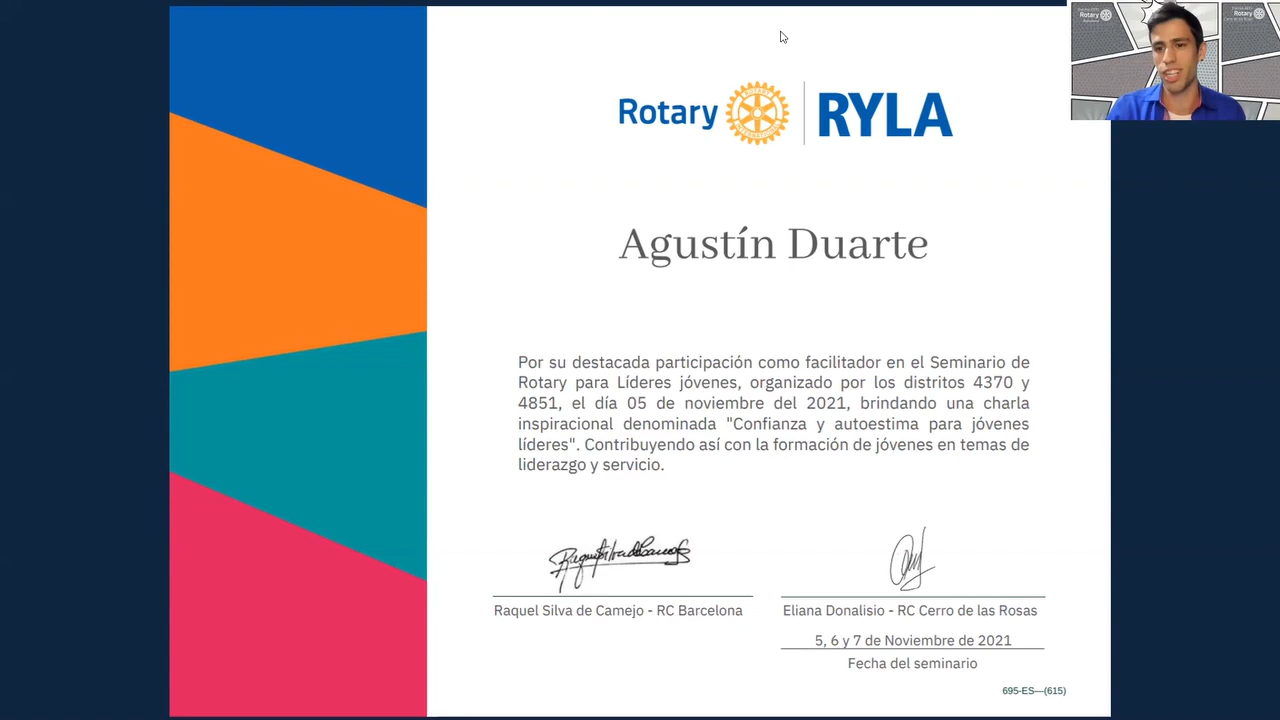 Rotary
RYLA
Rotary
Rotary
Agustín Duarte
Por su destacada participación como facilitador en el Seminario de
Rotary para Líderes jóvenes, organizado por los distritos 4370 y
4851, el día 05 de noviembre del 2021, brindando una charla
inspiracional denominada "Confianza y autoestima para jóvenes
líderes". Contribuyendo así con la formación de jóvenes en temas de
liderazgo y servicio.
Raquel Silva de Camejo - RC Barcelona
Eliana Donalisio - RC Cerro de las Rosas
5, 6 y 7 de Noviembre de 2021
Fecha del seminario
695-ES—(615)